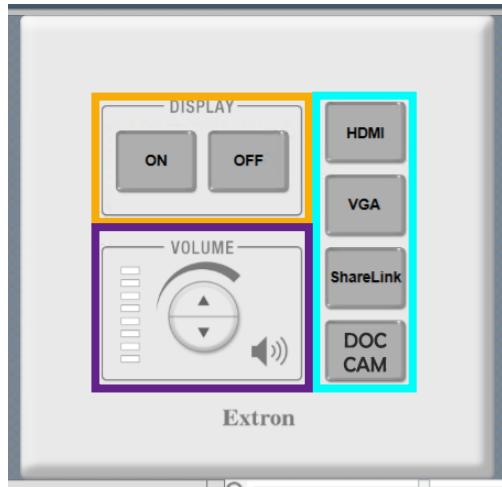 DISPLAY
ON OFF
VOLUME
HDMI
VGA
ShareLink
DOC
CAM
Extron